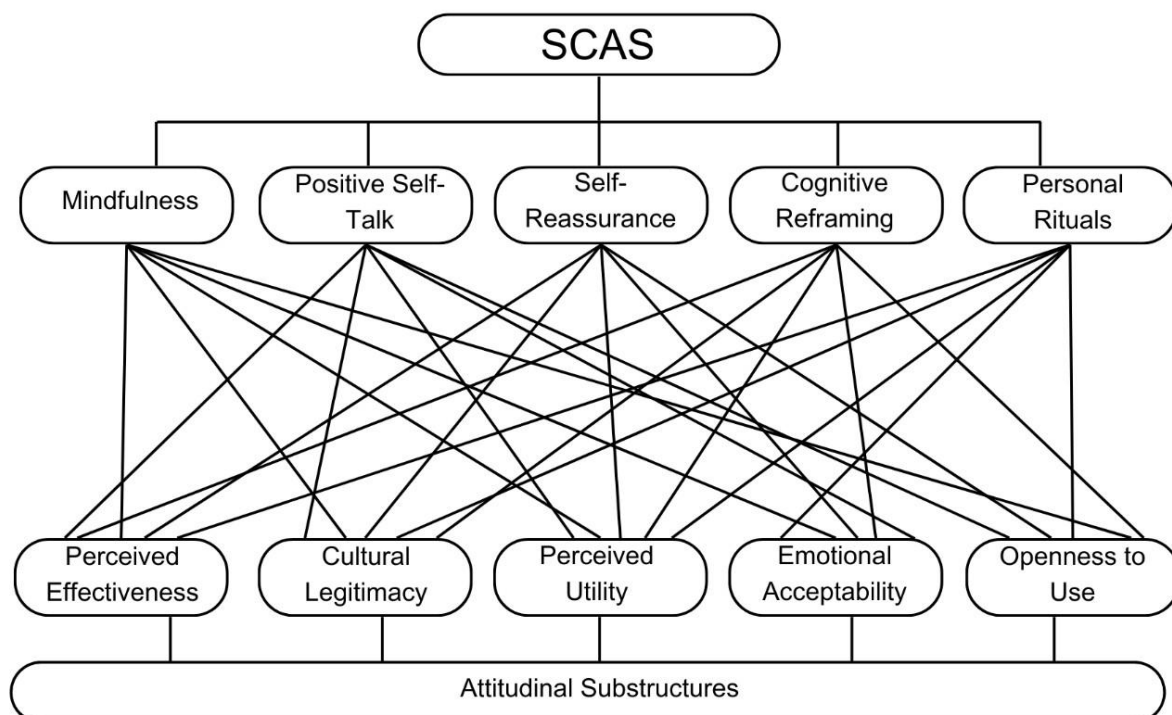 SCAS
Mindfulness
Positive Self-
Talk
Self-
Reassurance
Cognitive
Reframing
Personal
Rituals
Perceived
Effectiveness
Cultural
Legitimacy
Perceived
Utility
Emotional
Acceptability
Openness to
Use
Attitudinal Substructures